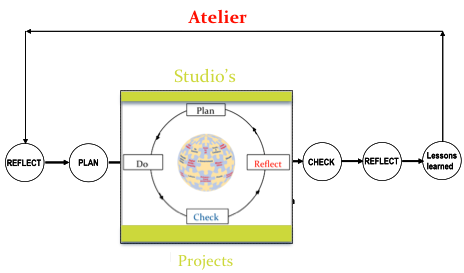 Atelier
Studio's
Plan
REFLECT
PLAN
Do
Reflect
CHECK
REFLECT
Lessons
learned
Check
Projects